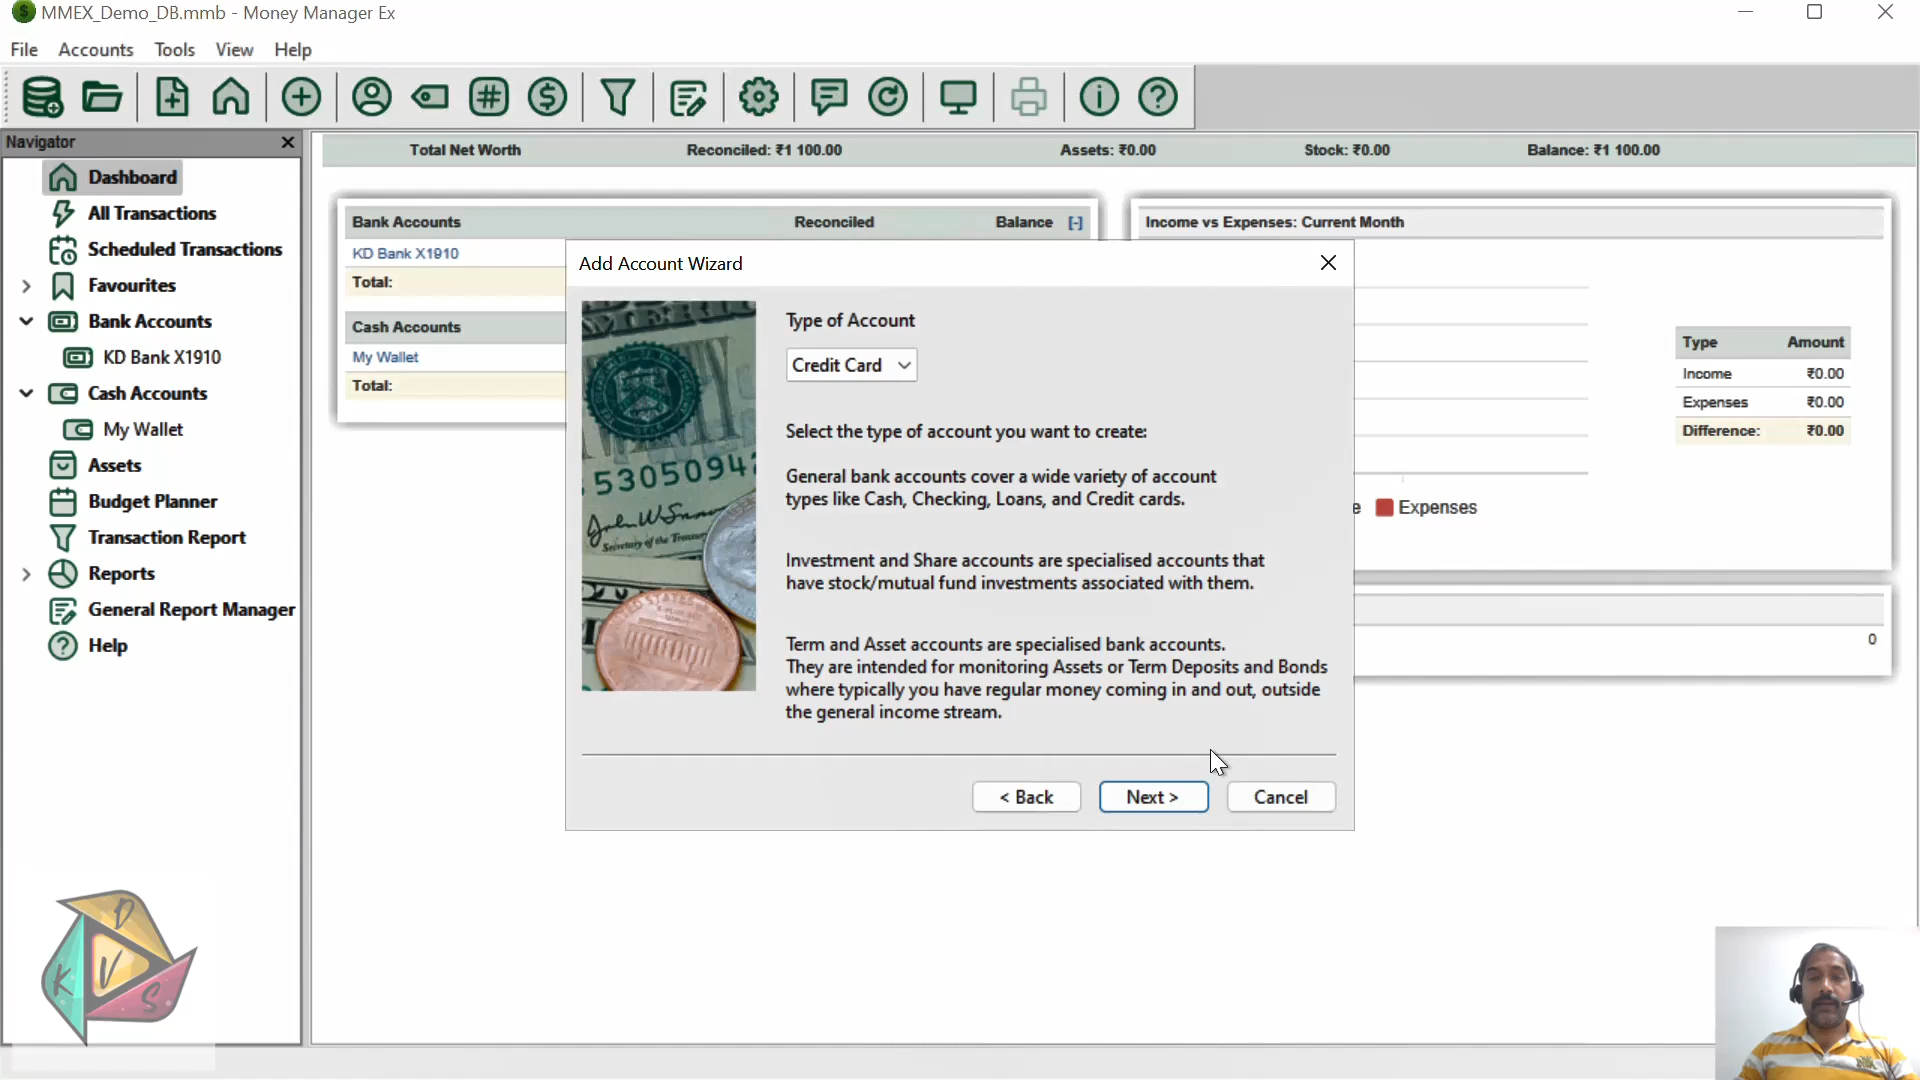 MMEX_Demo_DB.mmb - Money Manager Ex
File Accounts Tools View Help
Navigator
Dashboard
All Transactions
Scheduled Transactions
Favourites
Bank Accounts
KD Bank X1910
Cash Accounts
My Wallet
Assets
Budget Planner
Transaction Report
Reports
General Report Manager
Help
Total Net Worth Reconciled: ₹1 100.00 Assets: ₹0.00 Stock: ₹0.00 Balance: ₹1 100.00
Bank Accounts Reconciled Balance [-]
KD Bank X1910
Total:
Cash Accounts
My Wallet
Total:
Income vs Expenses: Current Month
Type Amount
Income ₹0.00
Expenses ₹0.00
Difference: ₹0.00
Expenses
0
Add Account Wizard
Type of Account
Credit Card
Select the type of account you want to create:
General bank accounts cover a wide variety of account
types like Cash, Checking, Loans, and Credit cards.
Investment and Share accounts are specialised accounts that
have stock/mutual fund investments associated with them.
Term and Asset accounts are specialised bank accounts.
They are intended for monitoring Assets or Term Deposits and Bonds
where typically you have regular money coming in and out, outside
the general income stream.
< Back Next > Cancel
5305094
Secretary of the
K D V S